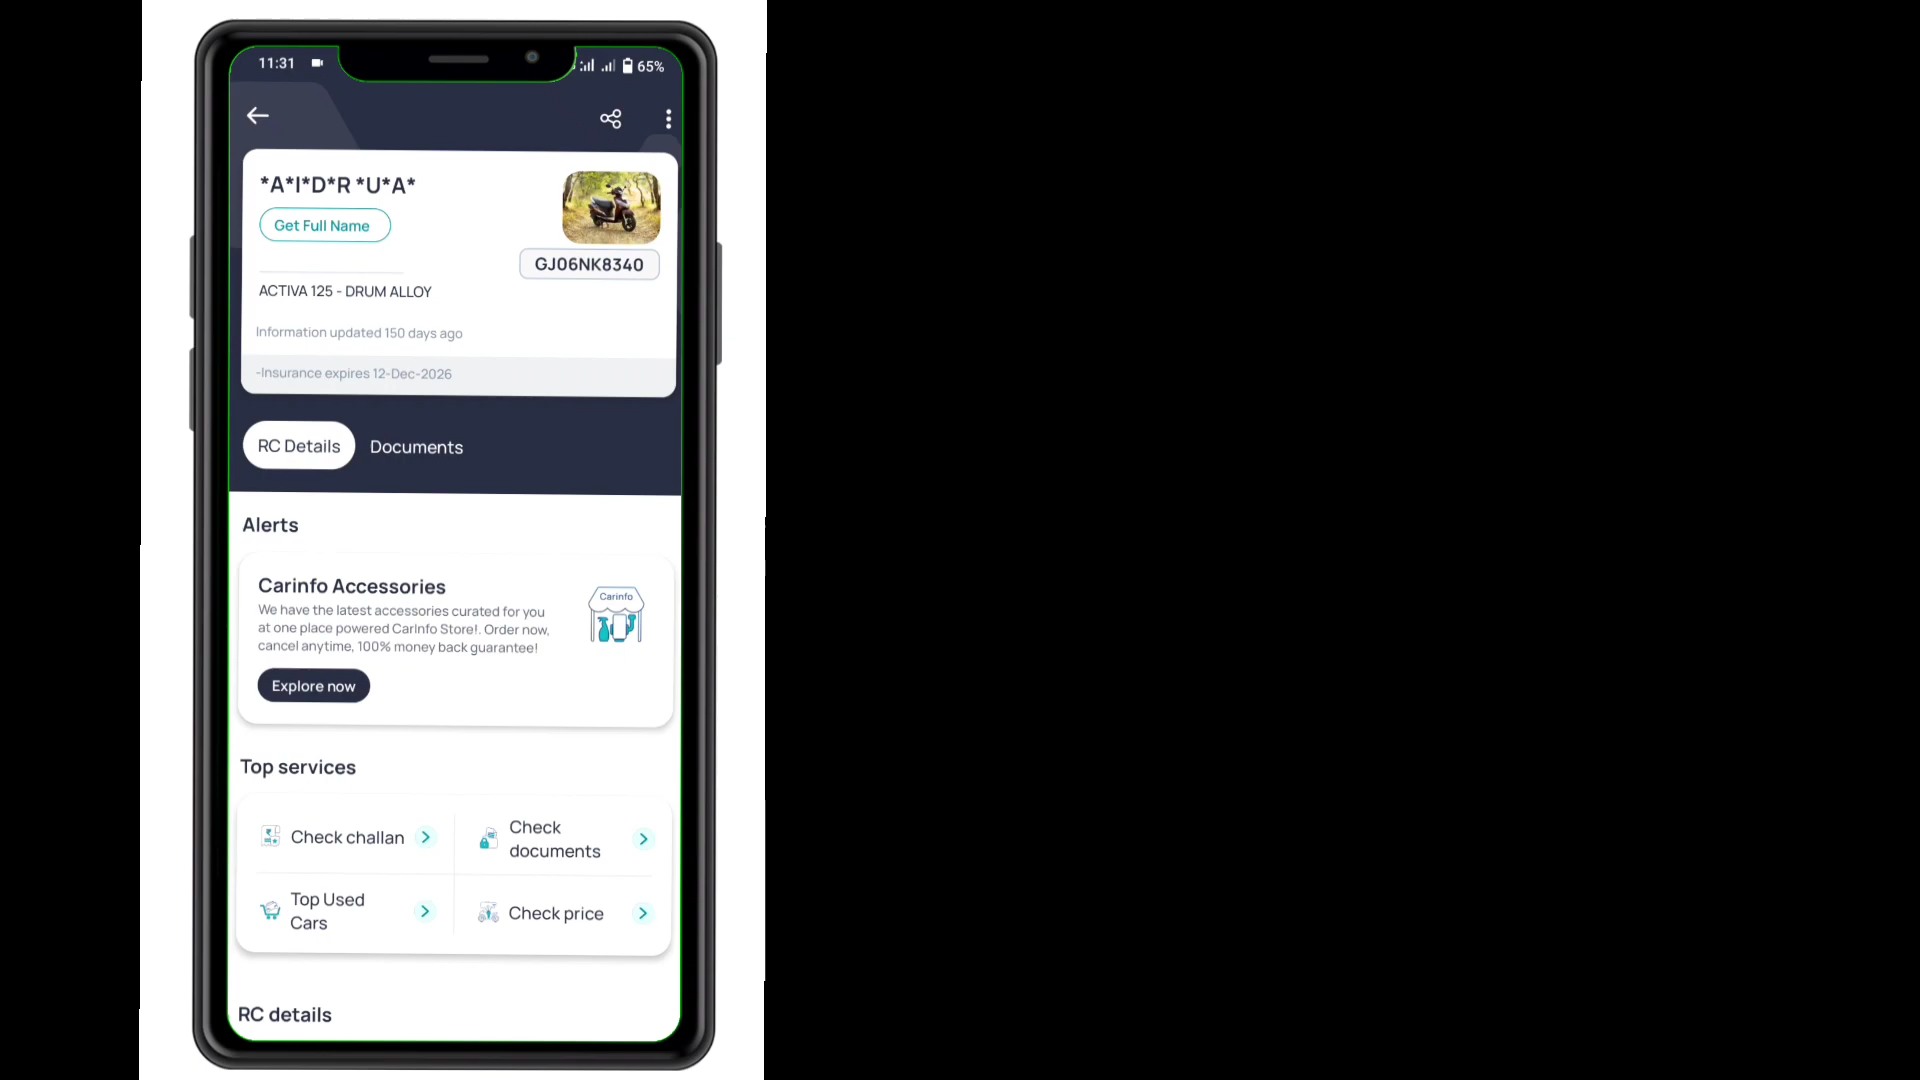 11:31
65%
*A*I*D*R *U*A*
Get Full Name
GJ06NK8340
ACTIVA 125 - DRUM ALLOY
Information updated 150 days ago
-Insurance expires 12-Dec-2026
RC Details
Documents
Alerts
Carinfo Accessories
We have the latest accessories curated for you
at one place powered CarInfo Store!. Order now,
cancel anytime, 100% money back guarantee!
Carinfo
Explore now
Top services
Check challan
Check
documents
Top Used
Cars
Check price
RC details